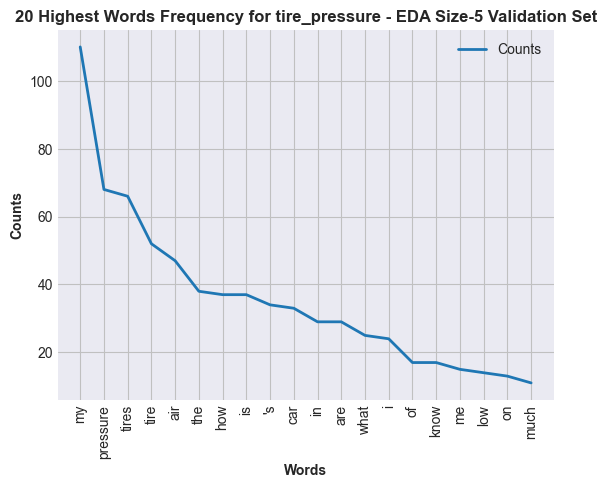 20 Highest Words Frequency for tire_pressure - EDA Size-5 Validation Set
Counts
100
80
60
40
20
Counts
my
pressure
tires
tire
air
the
how
is
's
car
in
are
what
i
of
know
me
low
on
much
Words